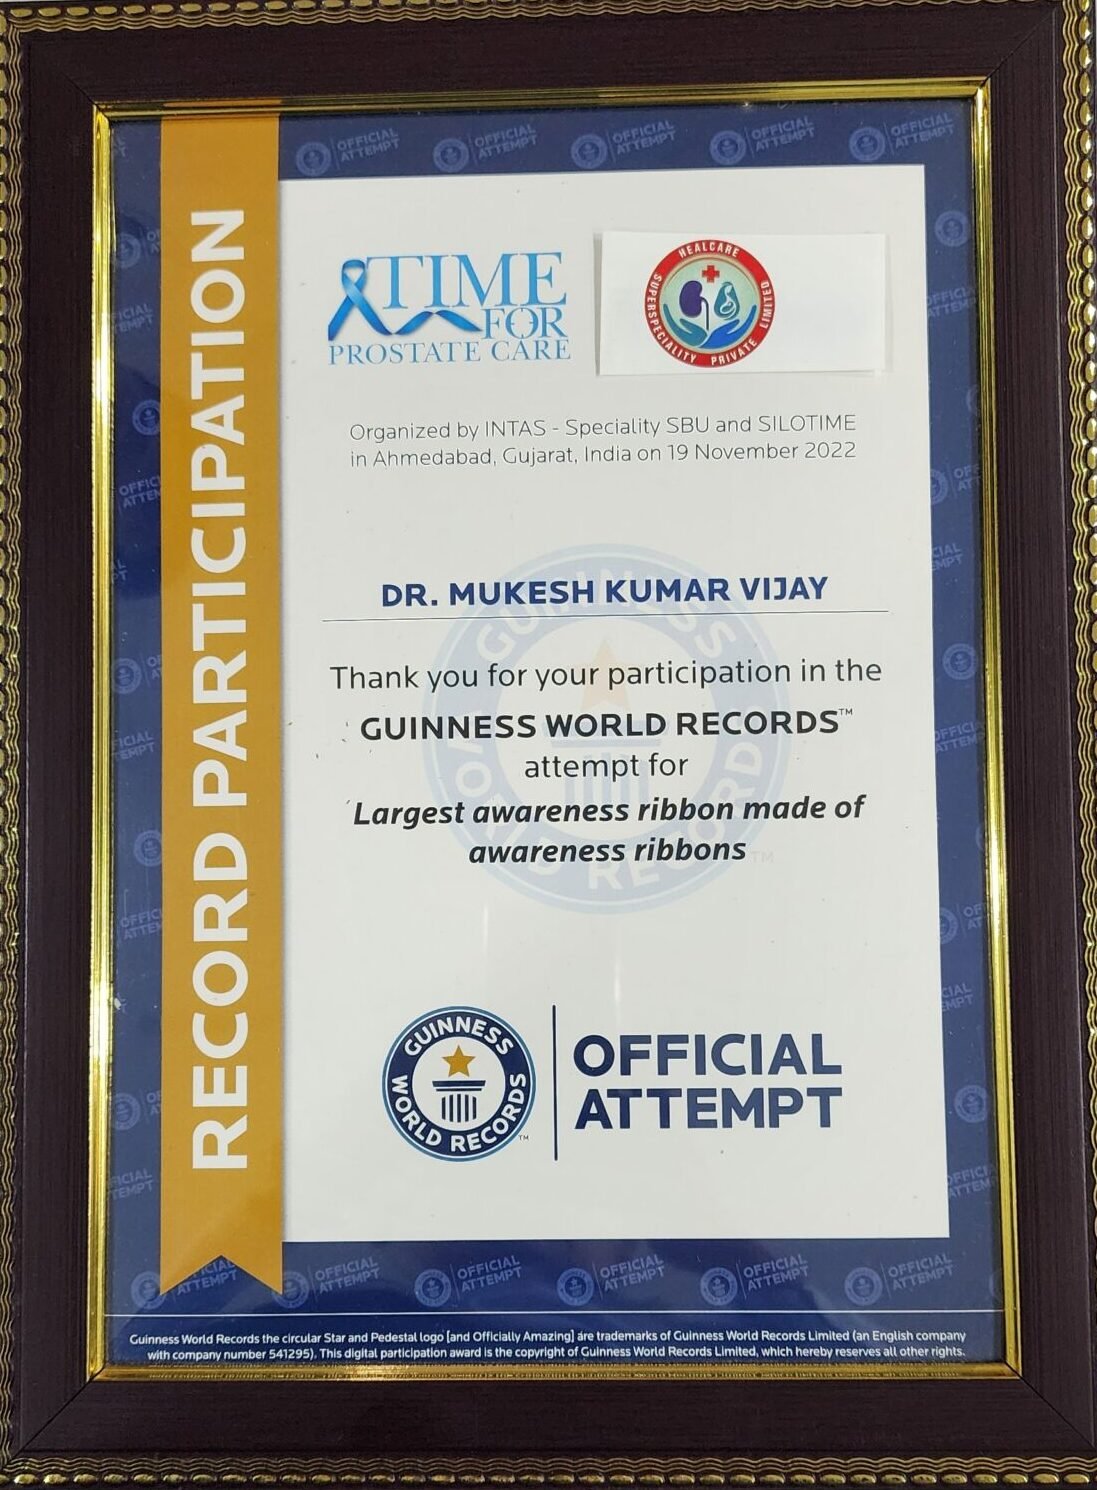 RECORD PARTICIPATION
TIME
FOR
PROSTATE CARE
HEALCARE
SUPERSPECIALITY PRIVATE LIMITED
Organized by INTAS - Speciality SBU and SILOTIME
in Ahmedabad, Gujarat, India on 19 November 2022
DR. MUKESH KUMAR VIJAY
Thank you for your participation in the
GUINNESS WORLD RECORDS™
attempt for
Largest awareness ribbon made of
awareness ribbons
GUINNESS
WORLD RECORDS™
OFFICIAL
ATTEMPT
Guinness World Records the circular Star and Pedestal logo [and Officially Amazing] are trademarks of Guinness World Records Limited (an English company
with company number 541295). This digital participation award is the copyright of Guinness World Records Limited, which hereby reserves all other rights.